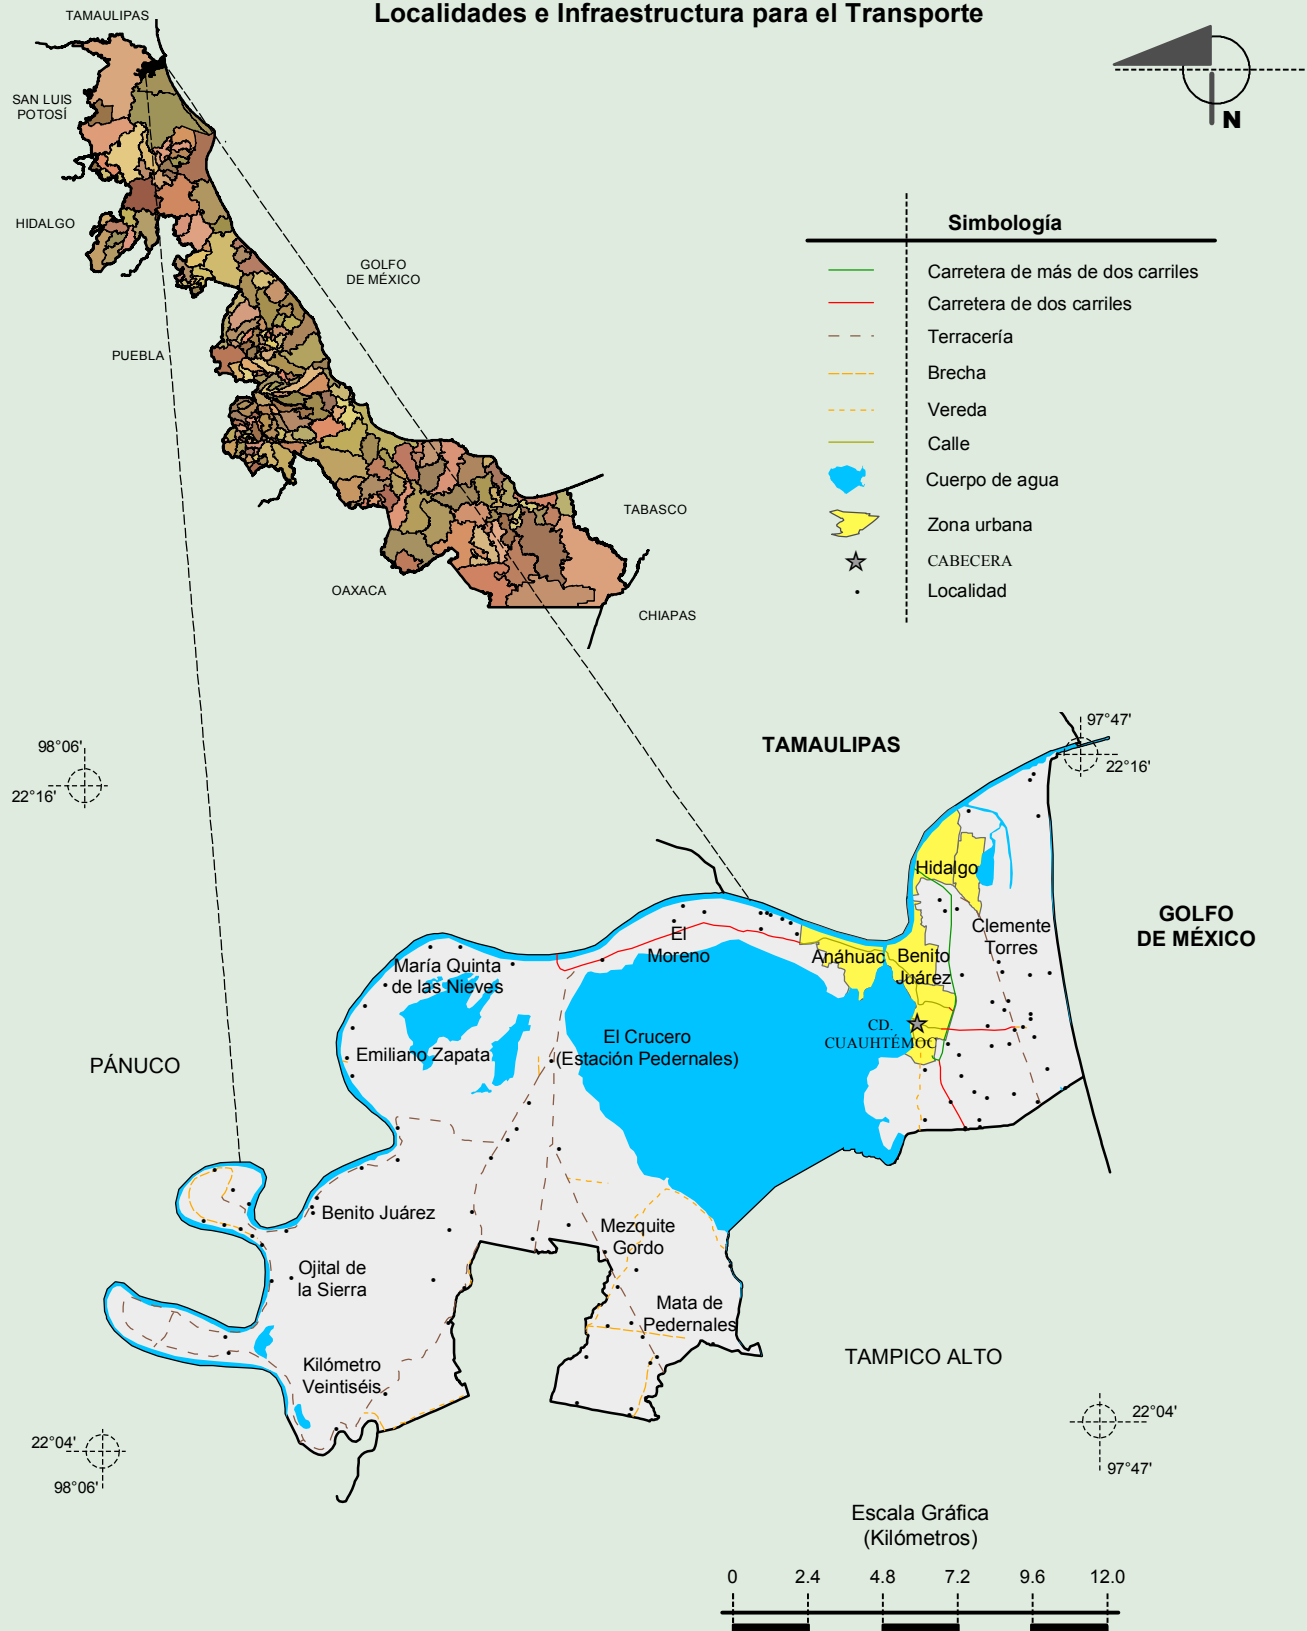 Localidades e Infraestructura para el Transporte
TAMAULIPAS
SAN LUIS
POTOSÍ
HIDALGO
GOLFO
DE MÉXICO
PUEBLA
TABASCO
OAXACA
CHIAPAS
N
Simbología
Carretera de más de dos carriles
Carretera de dos carriles
Terracería
Brecha
Vereda
Calle
Cuerpo de agua
Zona urbana
CABECERA
Localidad
98°06'
22°16'
97°47'
22°16'
TAMAULIPAS
Hidalgo
GOLFO
DE MÉXICO
Clemente
Torres
El
Moreno
Anáhuac
Benito
Juárez
María Quinta
de las Nieves
CD.
CUAUHTÉMOC
El Crucero
(Estación Pedernales)
Emiliano Zapata
PÁNUCO
Benito Juárez
Mezquite
Gordo
Ojital de
la Sierra
Mata de
Pedernales
Kilómetro
Veintiséis
TAMPICO ALTO
22°04'
98°06'
22°04'
97°47'
Escala Gráfica
(Kilómetros)
0 2.4 4.8 7.2 9.6 12.0